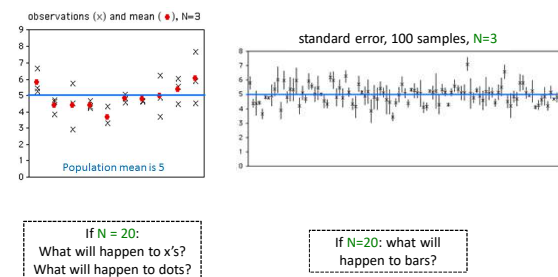 observations (x) and mean ( ), N=3
9
8
7
6
5
4
3
2
1
0
Population mean is 5
standard error, 100 samples, N=3
8
7
6
5
4
3
2
1
0
If N = 20:
What will happen to x's?
What will happen to dots?
If N=20: what will
happen to bars?